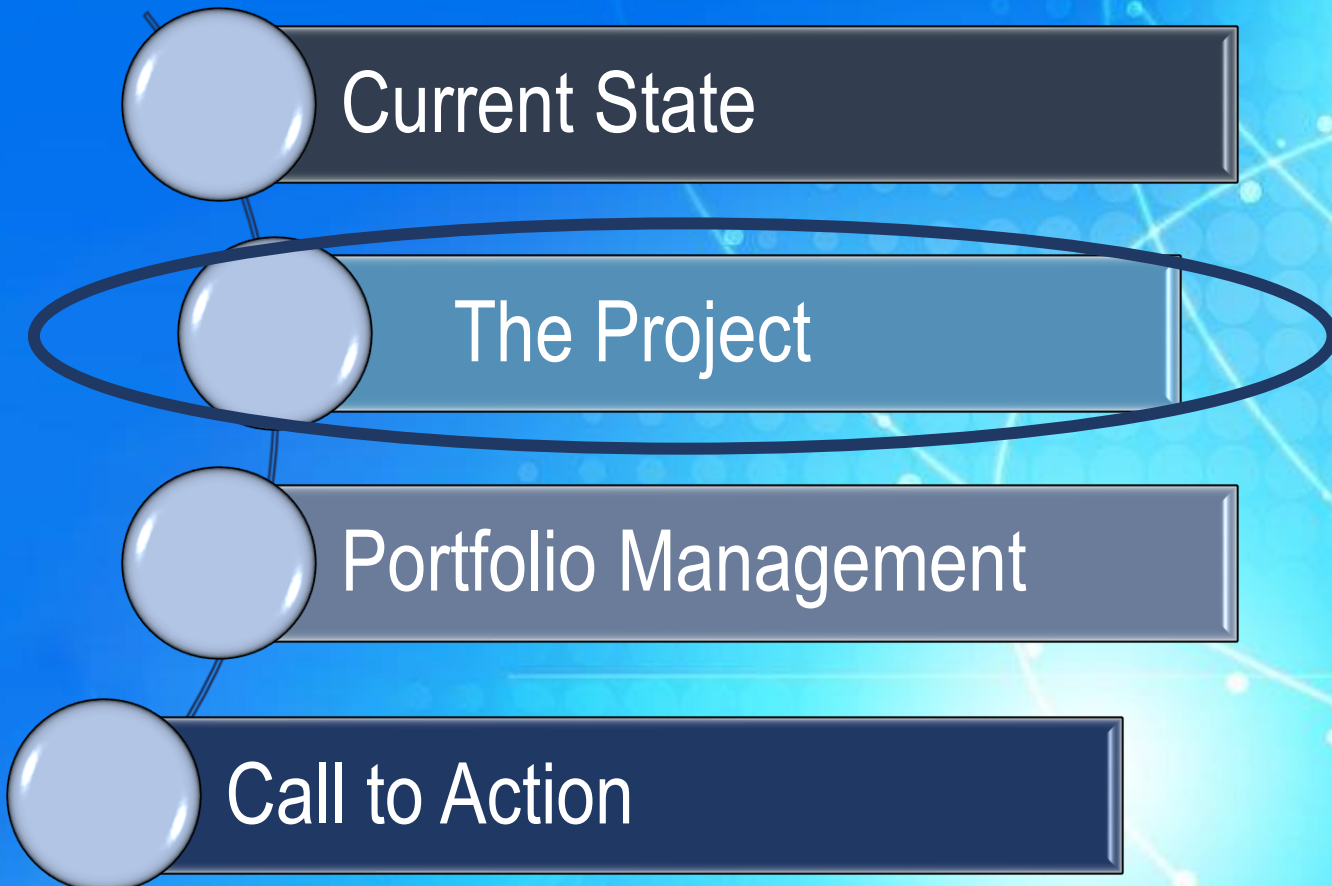 Current State
The Project
Portfolio Management
Call to Action